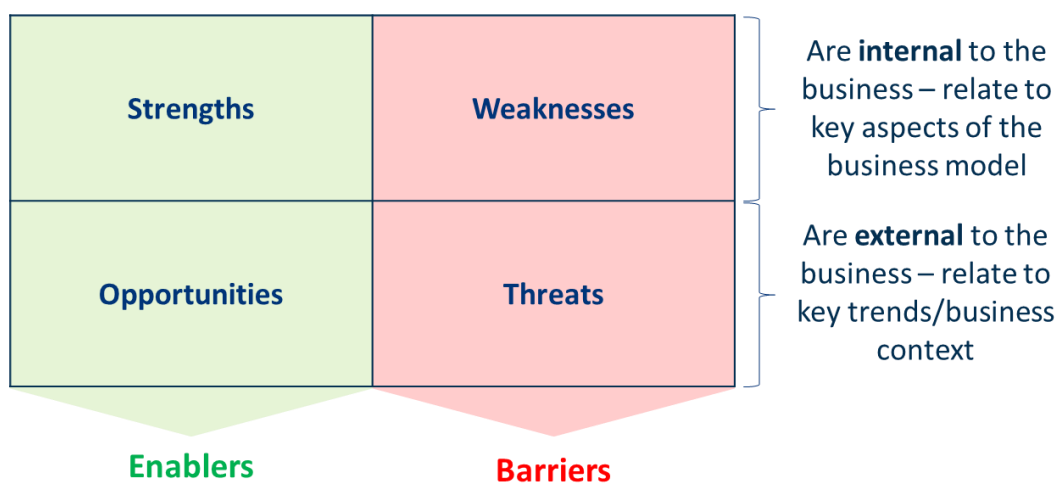 Strengths
Weaknesses
Are internal to the
business – relate to
key aspects of the
business model
Opportunities
Threats
Are external to the
business – relate to
key trends/business
context
Enablers
Barriers